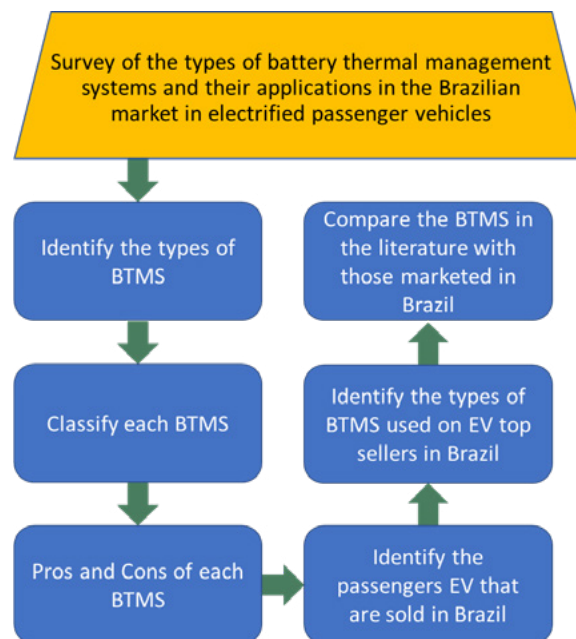 Survey of the types of battery thermal management
systems and their applications in the Brazilian
market in electrified passenger vehicles
Identify the types of
BTMS
Classify each BTMS
Pros and Cons of each
BTMS
Identify the
passengers EV that
are sold in Brazil
Identify the types of
BTMS used on EV top
sellers in Brazil
Compare the BTMS in
the literature with
those marketed in
Brazil